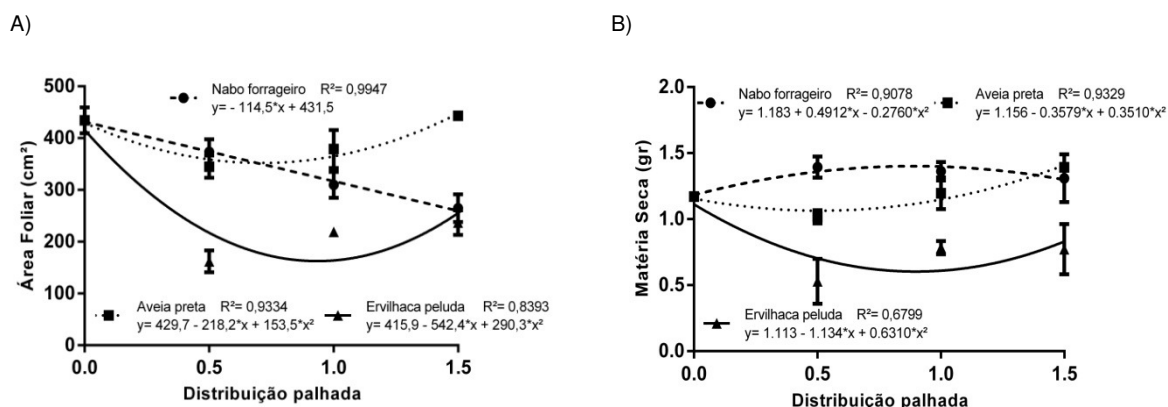 A)
Área Foliar (cm²)
500
400
300
200
100
0
Nabo forrageiro R²= 0,9947
y= - 114,5*x + 431,5
Aveia preta R²= 0,9334
y= 429,7 - 218,2*x + 153,5*x²
Ervilhaca peluda R²= 0,8393
y= 415,9 - 542,4*x + 290,3*x²
0.0 0.5 1.0 1.5
Distribuição palhada
B)
Matéria Seca (gr)
2.0
1.5
1.0
0.5
0.0
Nabo forrageiro R²= 0,9078
y= 1.183 + 0.4912*x - 0.2760*x²
Aveia preta R²= 0,9329
y= 1.156 - 0.3579*x + 0.3510*x²
Ervilhaca peluda R²= 0,6799
y= 1.113 - 1.134*x + 0.6310*x²
0.0 0.5 1.0 1.5
Distribuição palhada